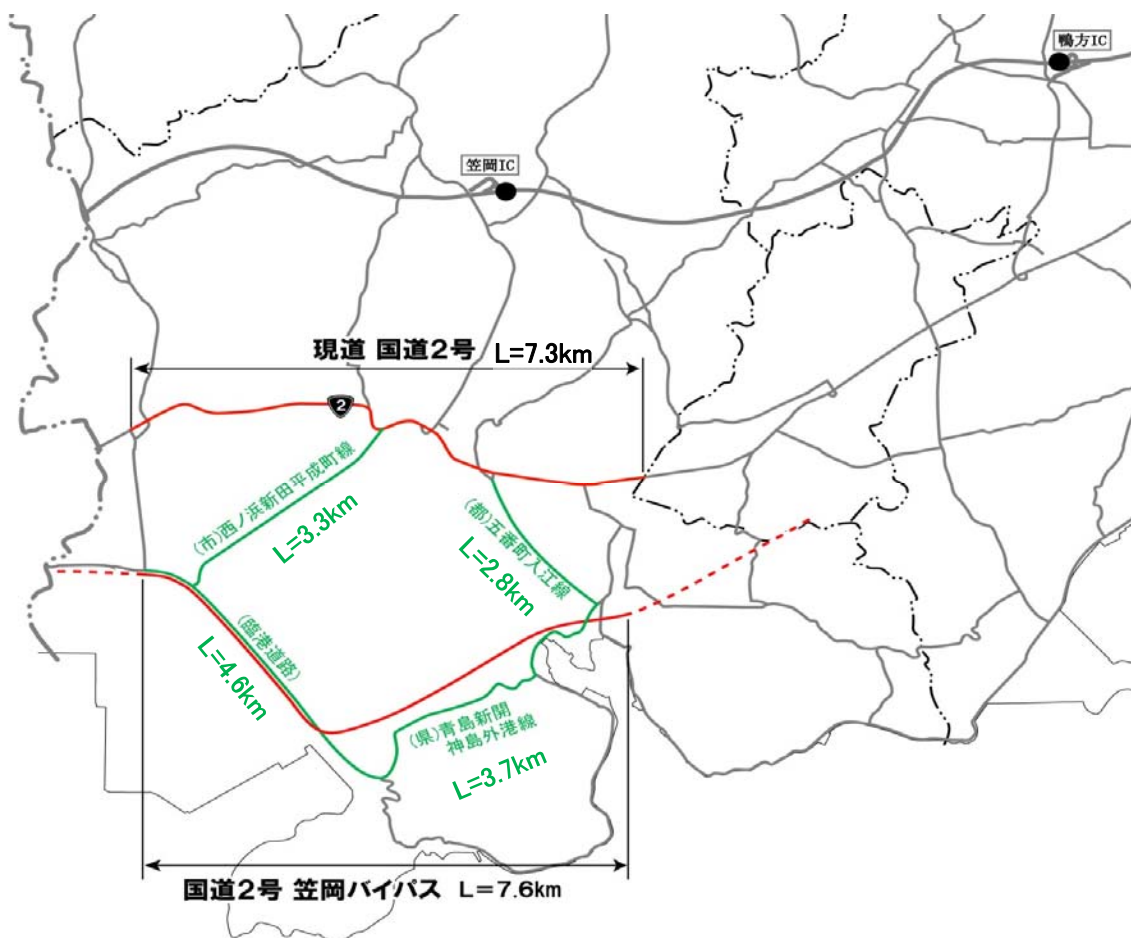 鴨方IC
笠岡IC
現道 国道2号 L=7.3km
2
(市)西ノ浜新田平成町線
L=3.3km
(都)五番町入江線
L=2.8km
(臨港道路)
L=4.6km
(県)青島新開
神島外港線
L=3.7km
国道2号 笠岡バイパス L=7.6km